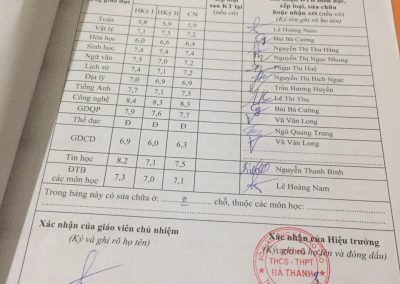 HKỳ I HKỳ II CN
sau KT lại (nếu có)
xếp loại, sửa chữa hoặc nhận xét (nếu có)
(Ký tên, ghi rõ họ tên)
Toán 5,8 5,9 5,9 Lê Hoàng Nam
Vật lý 7,1 7,3 7,2 Bùi Bá Cường
Hóa học 6,0 6,6 6,4 Nguyễn Thị Thu Hằng
Sinh học 7,4 7,4 7,4 Nguyễn Thị Ngọc Nhung
Ngữ văn 7,5 7,0 7,2 Phạm Thị Huê
Lịch sử 7,4 7,1 7,2 Nguyễn Thị Bích Ngọc
Địa lý 7,0 6,9 6,9 Trần Hương Huyền
Tiếng Anh 7,7 7,1 7,3 Lê Thị Thu
Công nghệ 8,4 8,3 8,3 Bùi Bá Cường
GDQP 7,9 7,6 7,7 Vũ Văn Long
Thể dục Đ Đ Đ Vũ Văn Long
GDCD 6,9 6,0 6,3 Ngô Quang Trung
Tin học 8,2 7,1 7,5 Nguyễn Thanh Bình
ĐTB các môn học 7,3 7,0 7,1 Lê Hoàng Nam
Trong bảng này có sửa chữa ở: 0 chỗ, thuộc các môn học:
Xác nhận của giáo viên chủ nhiệm
(Ký và ghi rõ họ tên)
Xác nhận của Hiệu trưởng
(Ký, ghi rõ họ tên và đóng dấu)
TRƯỜNG
THCS - THPT
HÀ THÀNH